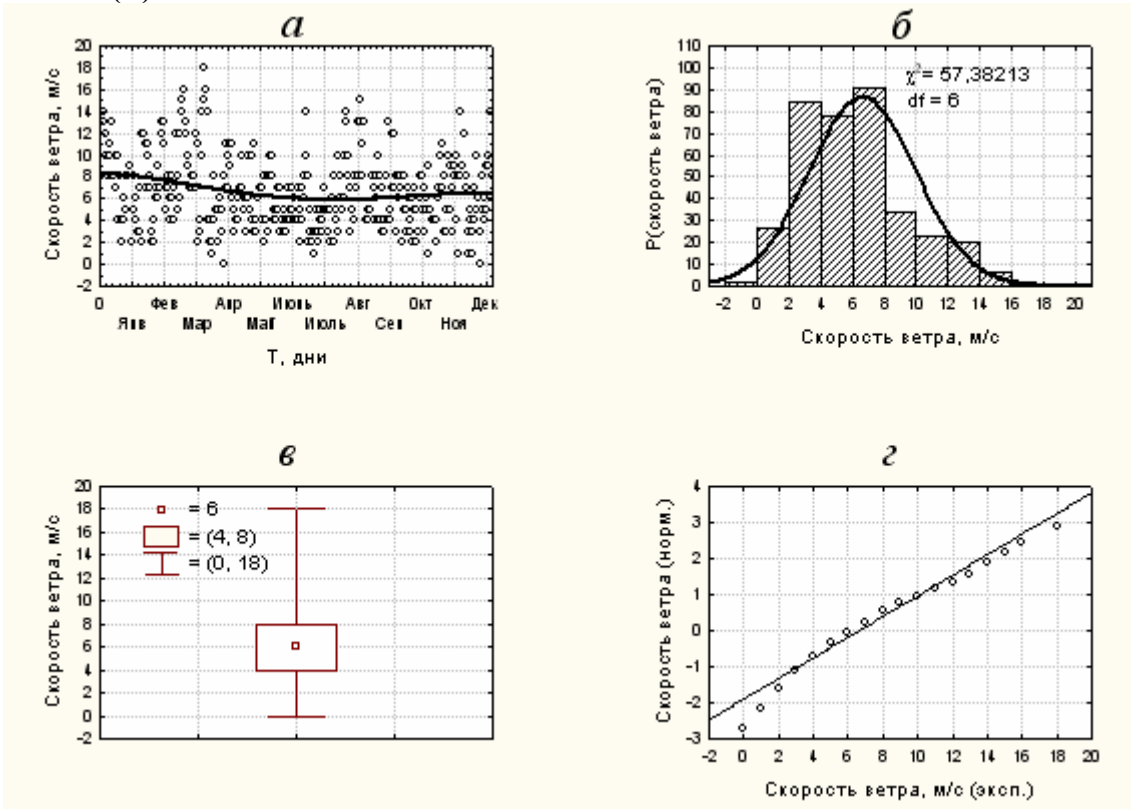 а
Скорость ветра, м/с
20
18
16
14
12
10
8
6
4
2
0
-2
0 Фев Апр Июнь Авг Окт Дек
Янв Мар Май Июль Сен Ноя
Т, дни
б
Р(скорость ветра)
110
100
90
80
70
60
50
40
30
20
10
0
χ²= 57,38213
df = 6
-2 0 2 4 6 8 10 12 14 16 18 20
Скорость ветра, м/с
в
Скорость ветра, м/с
20
18
16
14
12
10
8
6
4
2
0
-2
= 6
= (4, 8)
= (0, 18)
г
Скорость ветра (норм.)
4
3
2
1
0
-1
-2
-3
-2 0 2 4 6 8 10 12 14 16 18 20
Скорость ветра, м/с (эксп.)